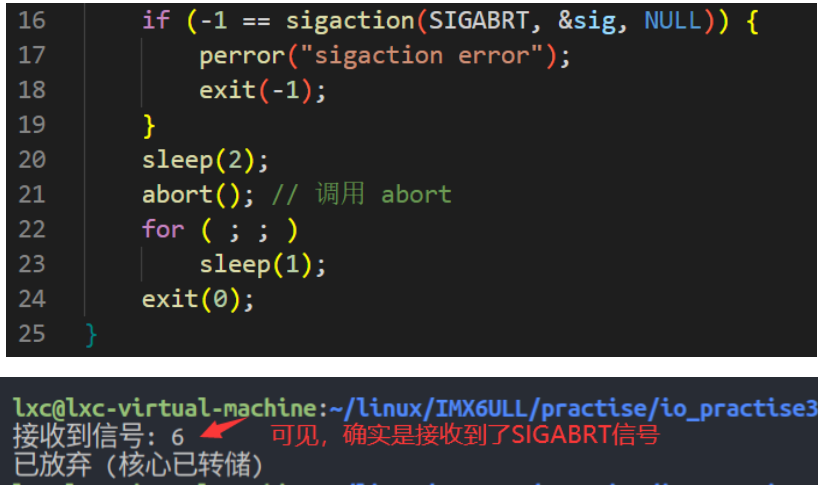 16 if (-1 == sigaction(SIGABRT, &sig, NULL)) {
17 perror("sigaction error");
18 exit(-1);
19 }
20 sleep(2);
21 abort(); // 调用 abort
22 for ( ; ; )
23 sleep(1);
24 exit(0);
25 }
lxc@lxc-virtual-machine:~/linux/IMX6ULL/practise/io_practise3
接收到信号: 6 可见，确实是接收到了SIGABRT信号
已放弃 (核心已转储)